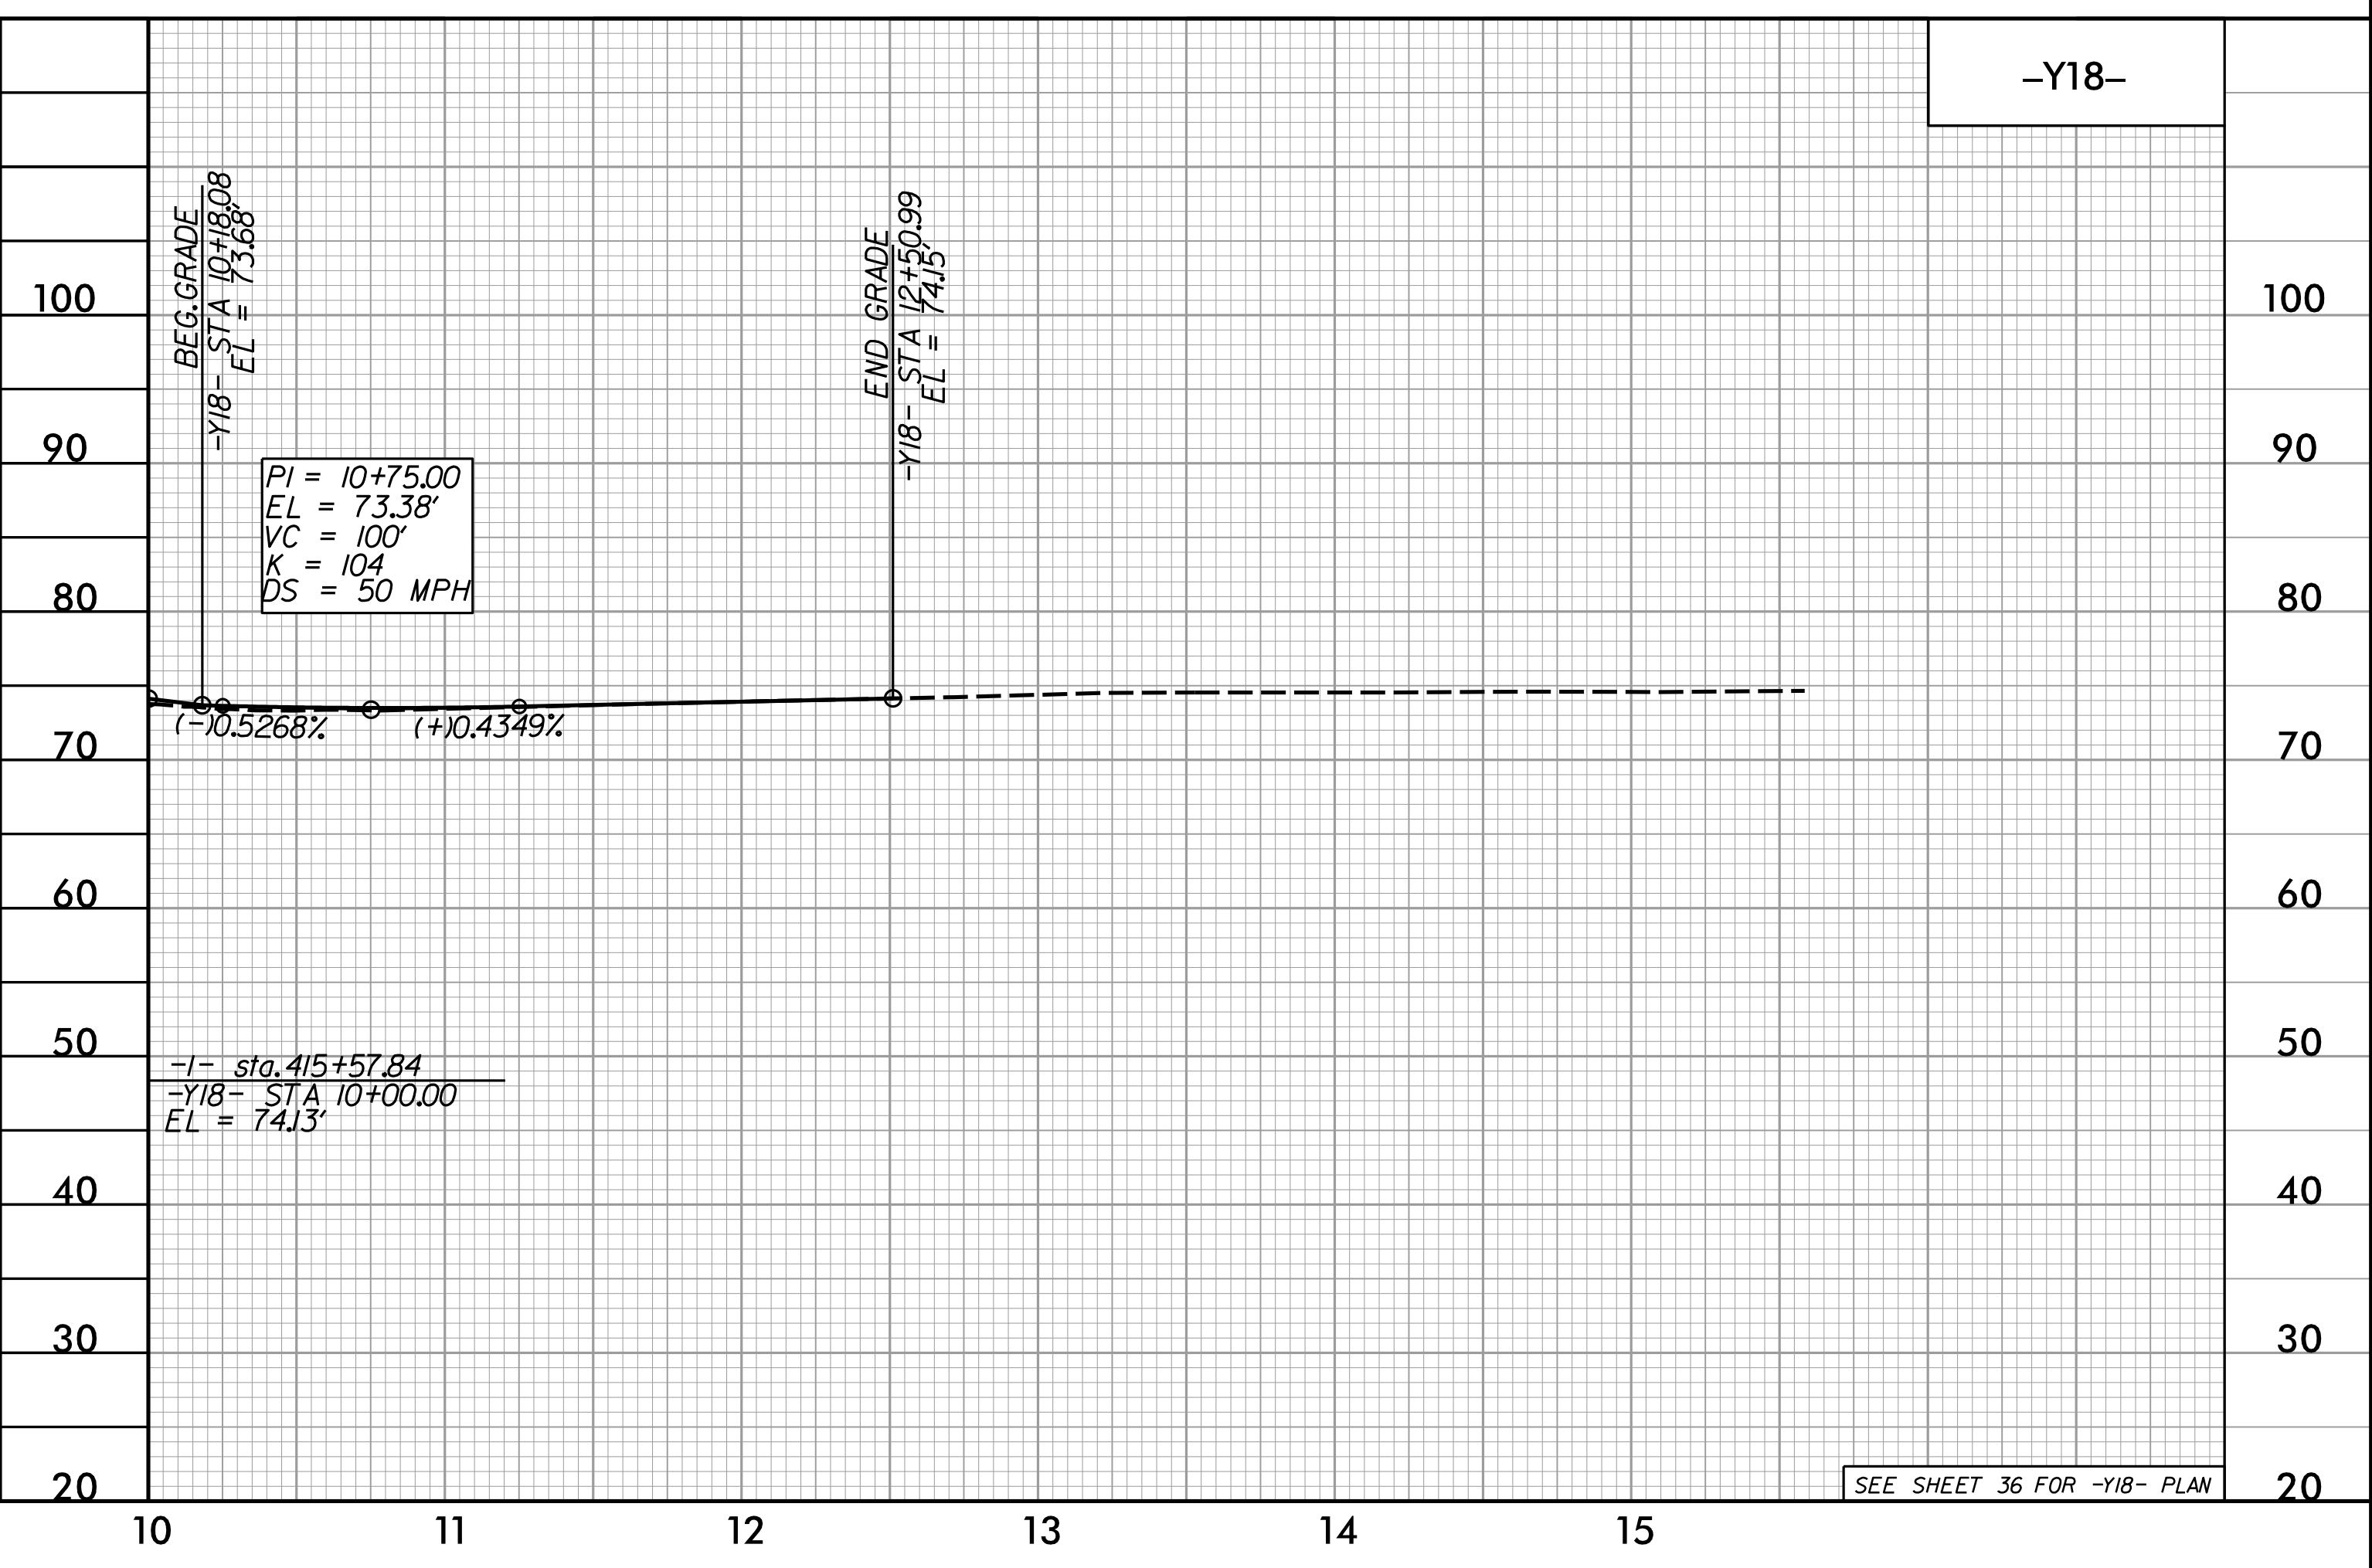 –Y18–
BEG. GRADE
-Y18- STA 10+18.08
EL = 73.68'
END GRADE
-Y18- STA 12+50.99
EL = 74.15'
100
100
90
90
PI = 10+75.00
EL = 73.38'
VC = 100'
K = 104
DS = 50 MPH
80
80
(-)0.5268%
(+)0.4349%
70
70
60
60
50
50
-1- sta. 415+57.84
-Y18- STA 10+00.00
EL = 74.13'
40
40
30
30
20
20
SEE SHEET 36 FOR -Y18- PLAN
10
11
12
13
14
15